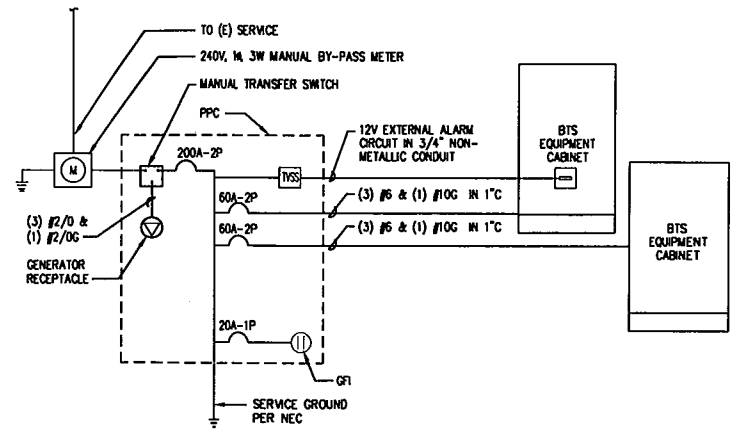 TO (E) SERVICE
240V, 1Φ, 3W MANUAL BY-PASS METER
MANUAL TRANSFER SWITCH
PPC
200A-2P
M
TVSS
12V EXTERNAL ALARM
CIRCUIT IN 3/4" NON-
METALLIC CONDUIT
BTS
EQUIPMENT
CABINET
60A-2P
(3) #6 & (1) #10G IN 1"C
(3) #2/0 &
(1) #2/0G
60A-2P
(3) #6 & (1) #10G IN 1"C
BTS
EQUIPMENT
CABINET
GENERATOR
RECEPTACLE
20A-1P
GFI
SERVICE GROUND
PER NEC